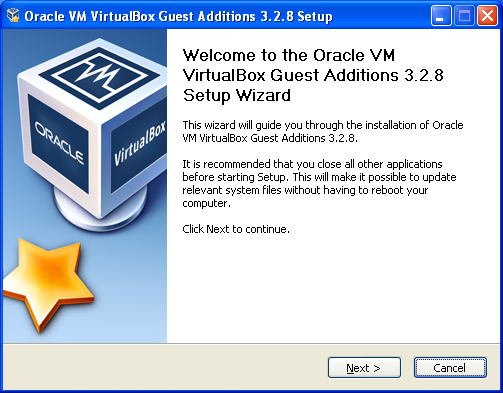 Oracle VM VirtualBox Guest Additions 3.2.8 Setup
ORACLE
VirtualBox
Welcome to the Oracle VM
VirtualBox Guest Additions 3.2.8
Setup Wizard
This wizard will guide you through the installation of Oracle
VM VirtualBox Guest Additions 3.2.8.
It is recommended that you close all other applications
before starting Setup. This will make it possible to update
relevant system files without having to reboot your
computer.
Click Next to continue.
Next >
Cancel